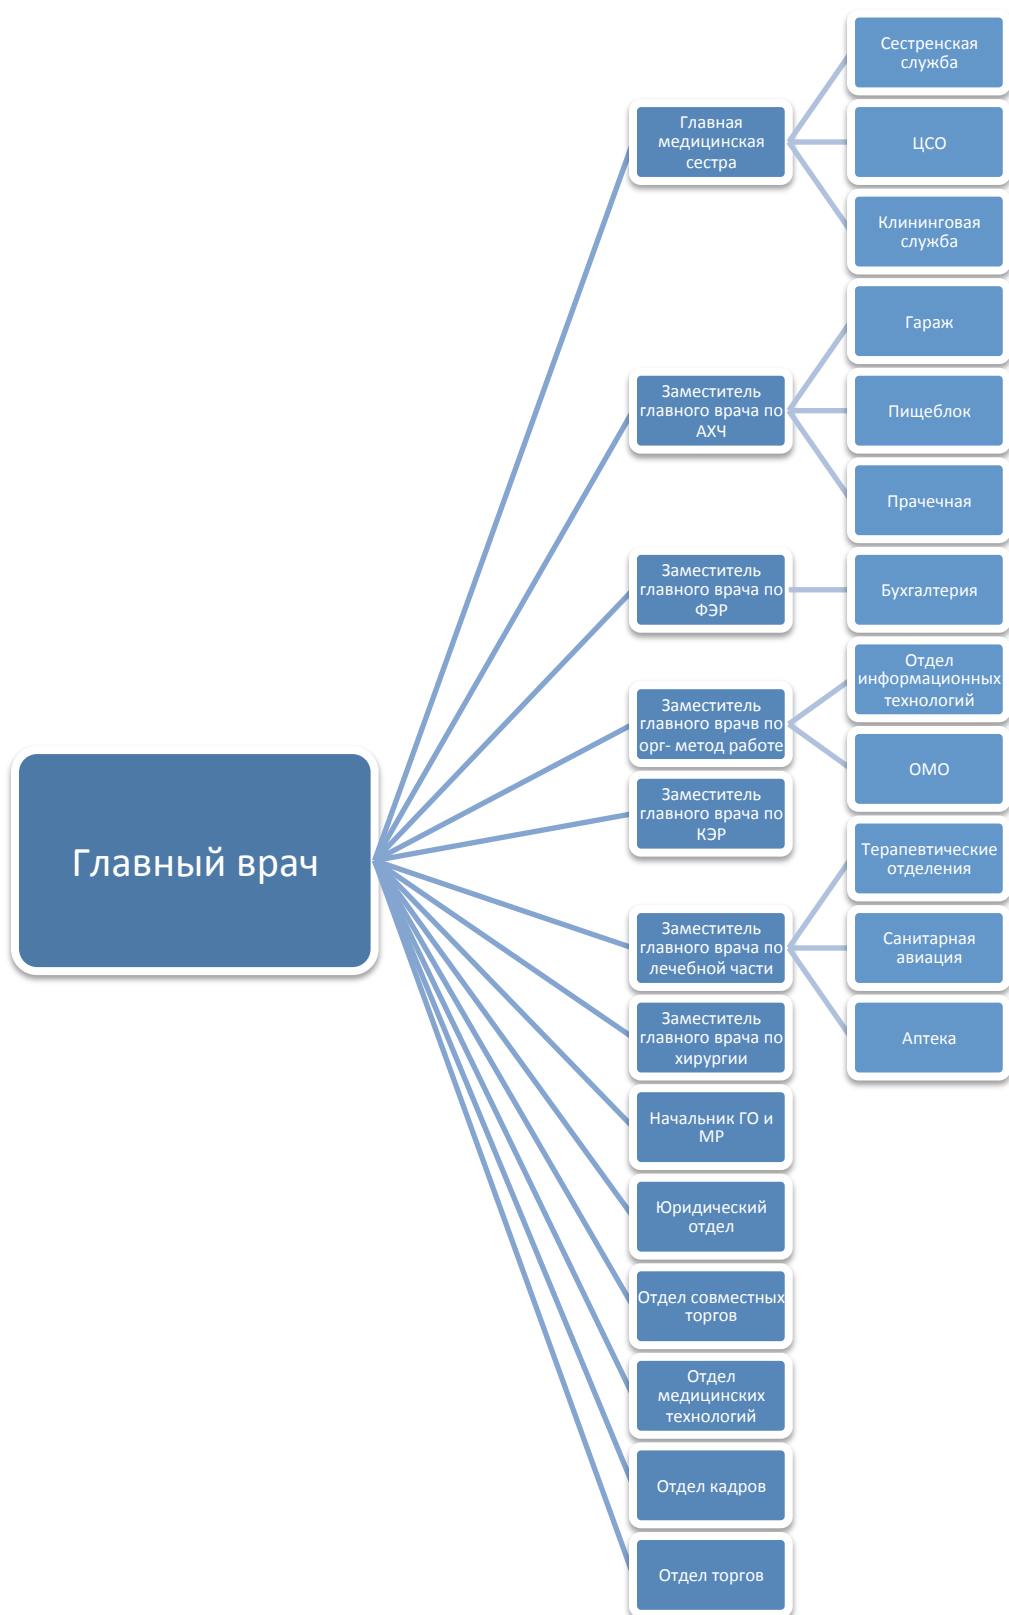 Главный врач
Главная
медицинская
сестра
Сестренская
служба
ЦСО
Клининговая
служба
Заместитель
главного врача по
АХЧ
Гараж
Пищеблок
Прачечная
Заместитель
главного врача по
ФЭР
Бухгалтерия
Заместитель
главного врачв по
орг- метод работе
Отдел
информационных
технологий
ОМО
Заместитель
главного врача по
КЭР
Заместитель
главного врача по
лечебной части
Терапевтические
отделения
Санитарная
авиация
Аптека
Заместитель
главного врача по
хирургии
Начальник ГО и
МР
Юридический
отдел
Отдел совместных
торгов
Отдел
медицинских
технологий
Отдел кадров
Отдел торгов